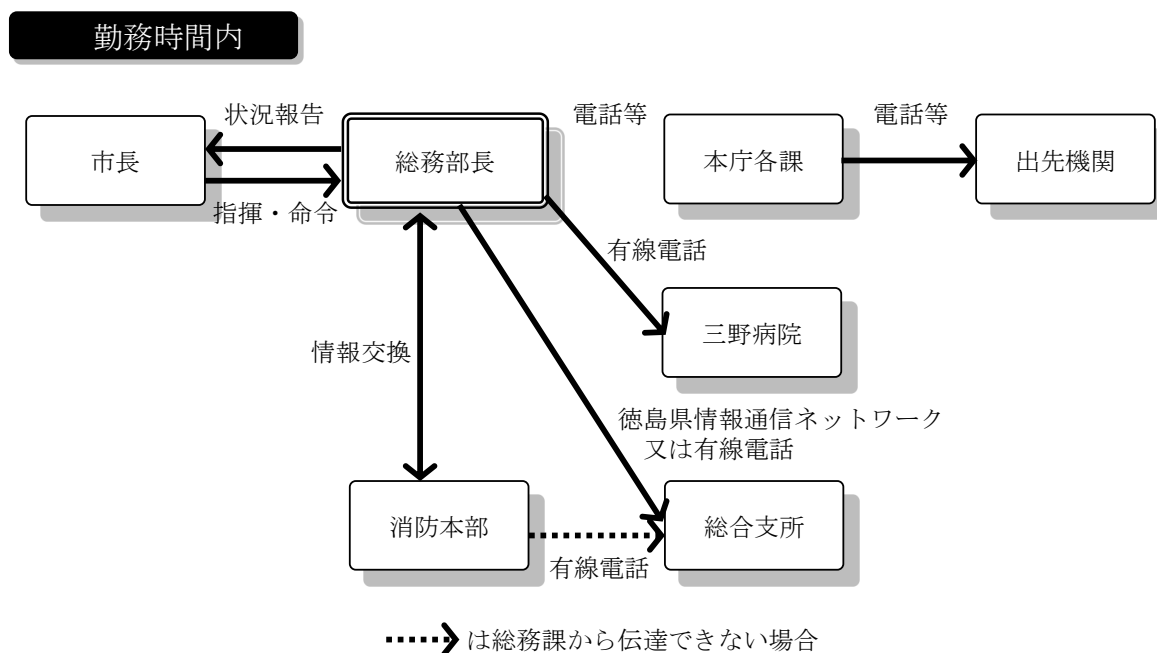 勤務時間内
状況報告
電話等
電話等
市長
総務部長
本庁各課
出先機関
指揮・命令
有線電話
三野病院
情報交換
徳島県情報通信ネットワーク
又は有線電話
消防本部
総合支所
有線電話
は総務課から伝達できない場合